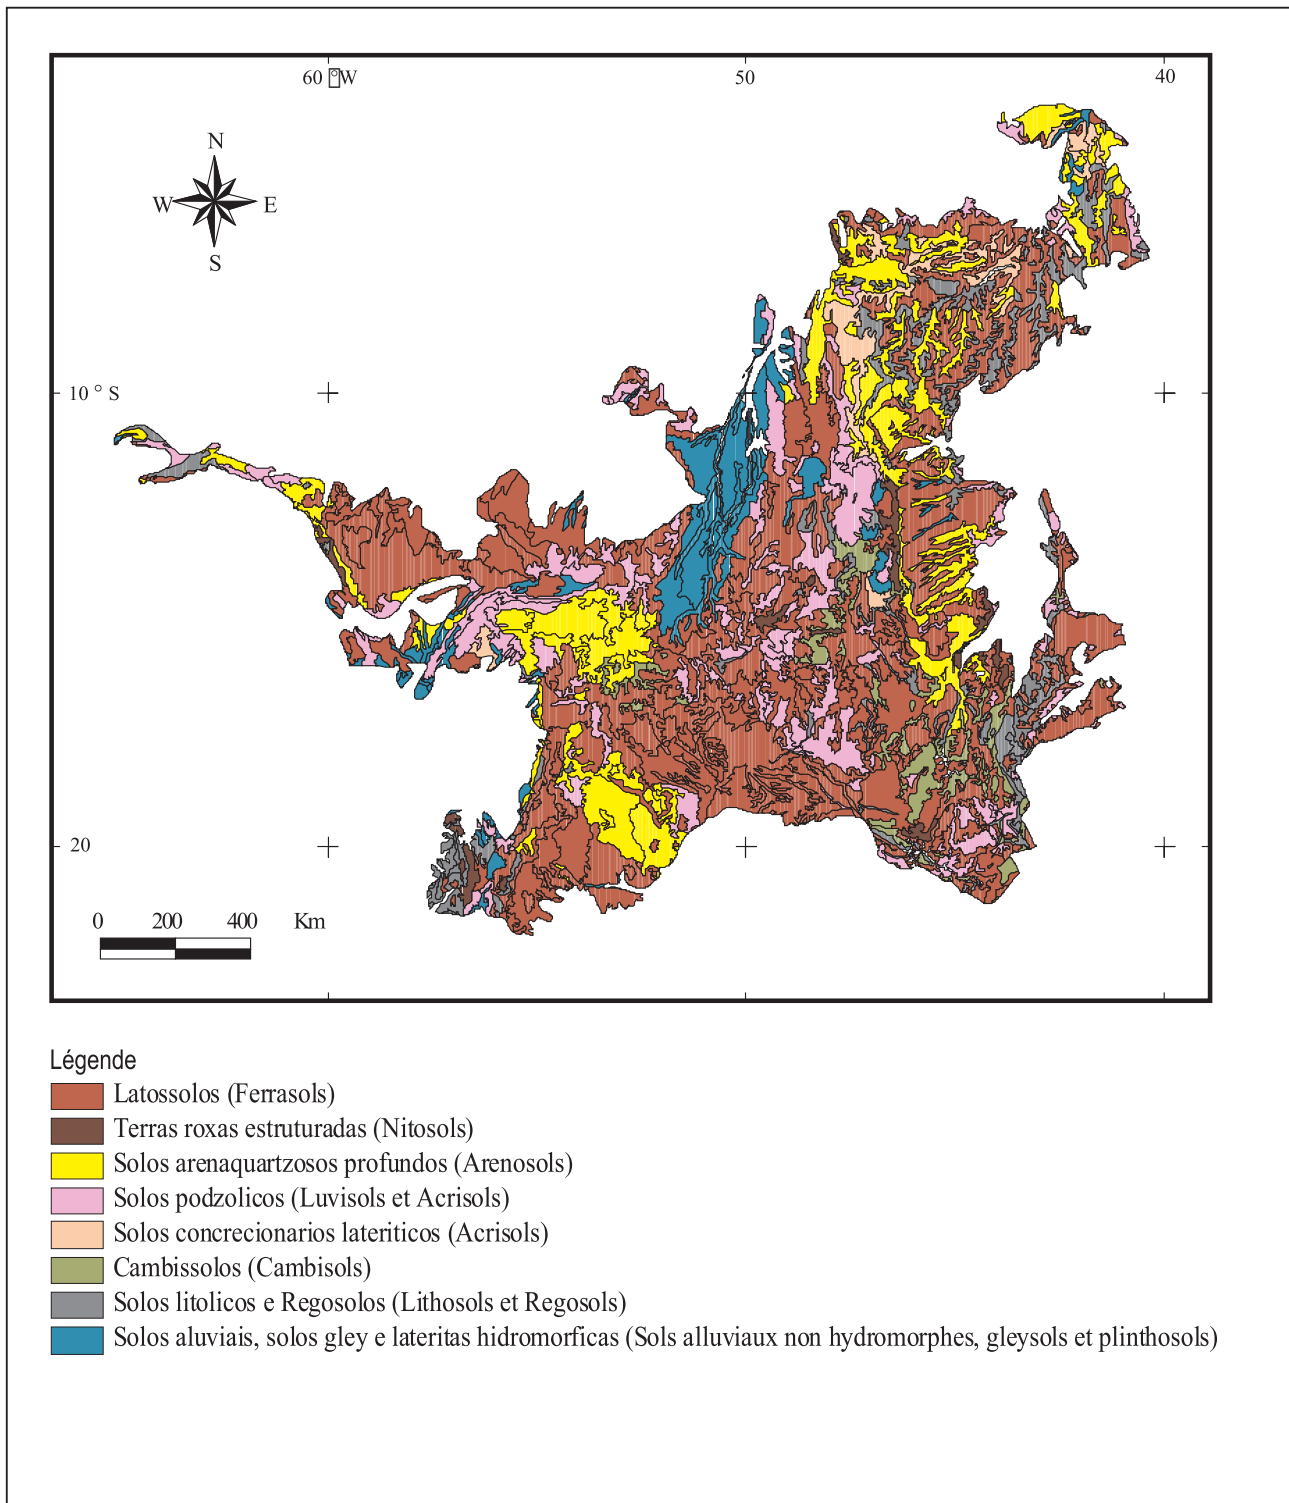 60 °W 50 40
N
W E
S
10 ° S
20
0 200 400 Km
Légende
Latossolos (Ferrasols)
Terras roxas estruturadas (Nitosols)
Solos arenaquartzosos profundos (Arenosols)
Solos podzolicos (Luvisols et Acrisols)
Solos concrecionarios lateriticos (Acrisols)
Cambissolos (Cambisols)
Solos litolicos e Regosolos (Lithosols et Regosols)
Solos aluviais, solos gley e lateritas hidromorficas (Sols alluviaux non hydromorphes, gleysols et plinthosols)